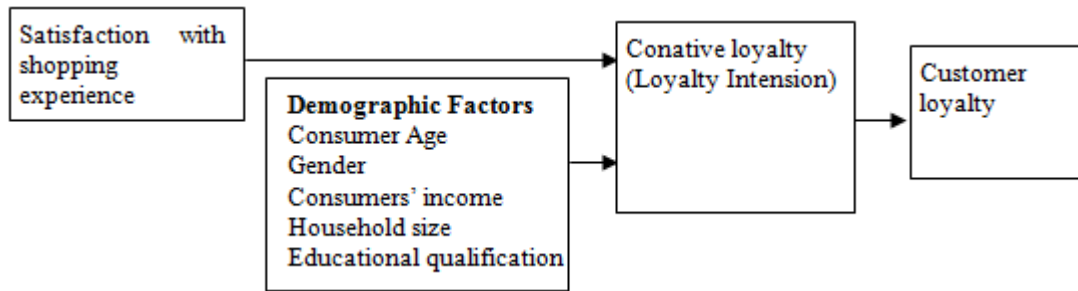 Satisfaction with
shopping
experience
Demographic Factors
Consumer Age
Gender
Consumers' income
Household size
Educational qualification
Conative loyalty
(Loyalty Intension)
Customer
loyalty